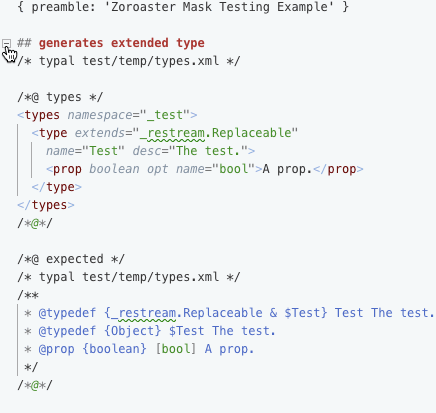 { preamble: 'Zoroaster Mask Testing Example' }
## generates extended type
/* typal test/temp/types.xml */
/*@ types */
<types namespace="_test">
<type extends="_restream.Replaceable"
name="Test" desc="The test.">
<prop boolean opt name="bool">A prop.</prop>
</type>
</types>
/*@*/
/*@ expected */
/* typal test/temp/types.xml */
/**
* @typedef {_restream.Replaceable & $Test} Test The test.
* @typedef {Object} $Test The test.
* @prop {boolean} [bool] A prop.
*/
/*@*/